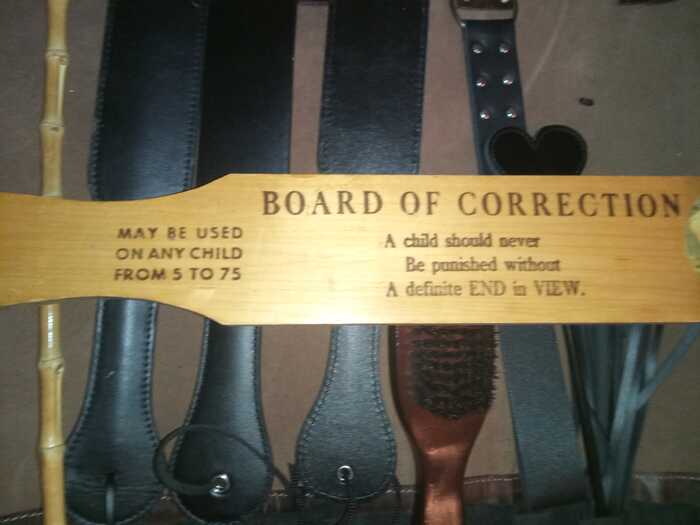 BOARD OF CORRECTION
MAY BE USED
ON ANY CHILD
FROM 5 TO 75
A child should never
Be punished without
A definite END in VIEW.